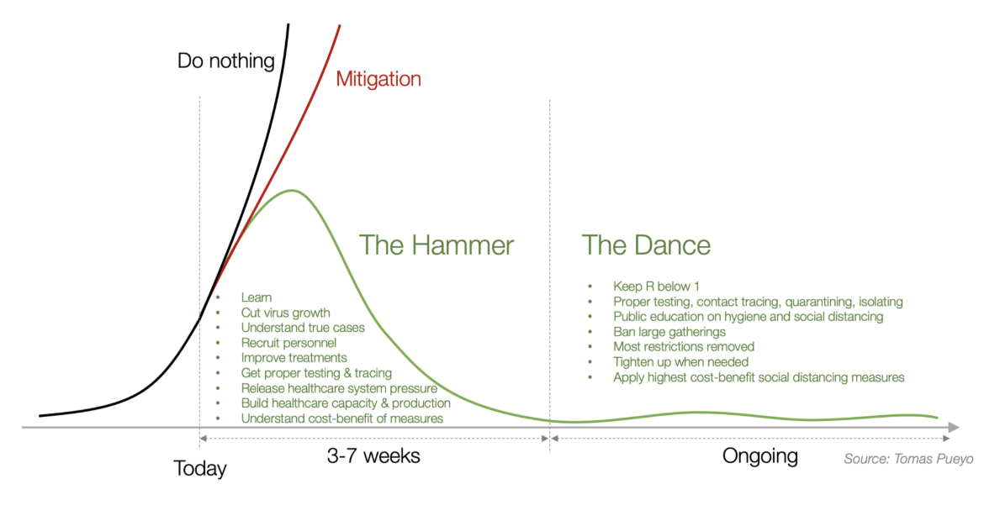 Do nothing
Mitigation
The Hammer
• Learn
• Cut virus growth
• Understand true cases
• Recruit personnel
• Improve treatments
• Get proper testing & tracing
• Release healthcare system pressure
• Build healthcare capacity & production
• Understand cost-benefit of measures
The Dance
• Keep R below 1
• Proper testing, contact tracing, quarantining, isolating
• Public education on hygiene and social distancing
• Ban large gatherings
• Most restrictions removed
• Tighten up when needed
• Apply highest cost-benefit social distancing measures
Today
3-7 weeks
Ongoing
Source: Tomas Pueyo